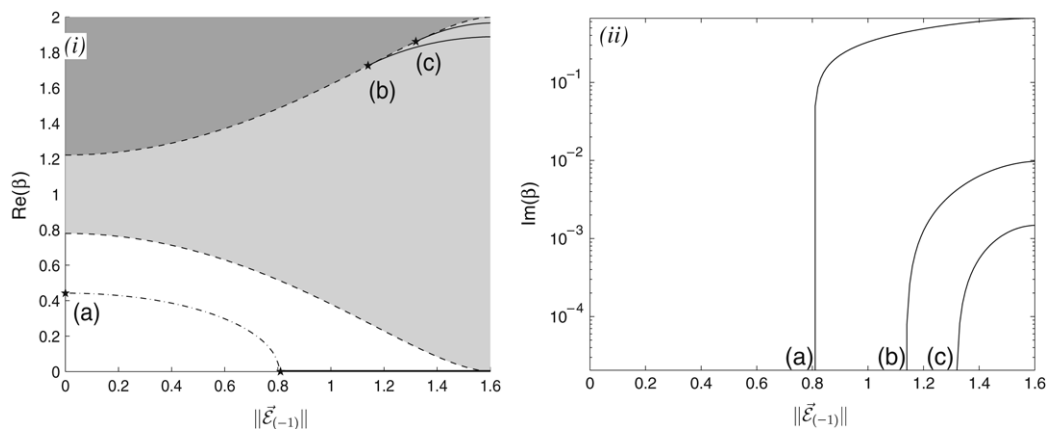 (i)
2
1.8
1.6
1.4
1.2
1
0.8
0.6
0.4
0.2
0
Re(β)
(a)
(b)
(c)
0 0.2 0.4 0.6 0.8 1 1.2 1.4 1.6
||\vec{ℰ}_{(-1)}||
(ii)
10^{-1}
10^{-2}
10^{-3}
10^{-4}
Im(β)
(a) (b) (c)
0 0.2 0.4 0.6 0.8 1 1.2 1.4 1.6
||\vec{ℰ}_{(-1)}||